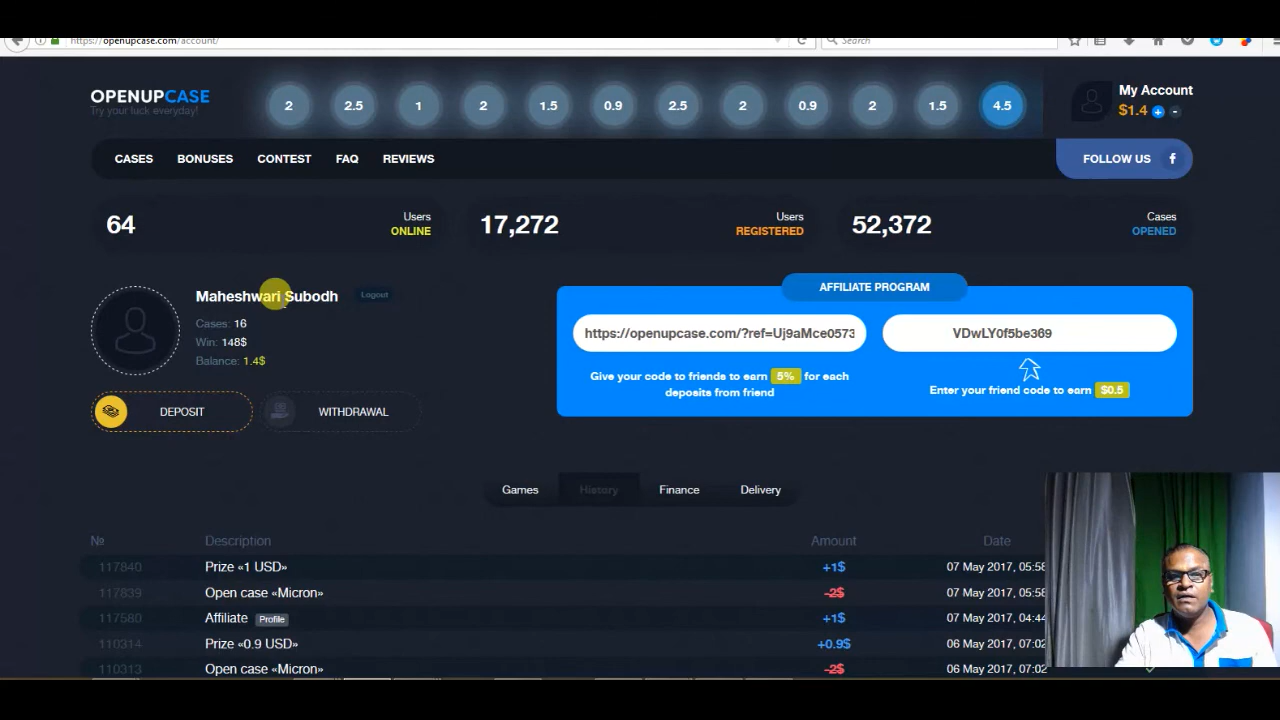 https://openupcase.com/account/
Search
OPENUPCASE
Try your luck everyday!
2 2.5 1 2 1.5 0.9 2.5 2 0.9 2 1.5 4.5
My Account
$1.4 + -
CASES BONUSES CONTEST FAQ REVIEWS
FOLLOW US f
64 Users ONLINE
17,272 Users REGISTERED
52,372 Cases OPENED
Maheshwari Subodh Logout
Cases: 16
Win: 148$
Balance: 1.4$
DEPOSIT WITHDRAWAL
AFFILIATE PROGRAM
https://openupcase.com/?ref=Uj9aMce0573
VDwLY0f5be369
Give your code to friends to earn 5% for each
deposits from friend
Enter your friend code to earn $0.5
Games History Finance Delivery
№ Description Amount Date
117840 Prize «1 USD» +1$ 07 May 2017, 05:58
117839 Open case «Micron» -2$ 07 May 2017, 05:58
117580 Affiliate Profile +1$ 07 May 2017, 04:44
110314 Prize «0.9 USD» +0.9$ 06 May 2017, 07:02
110313 Open case «Micron» -2$ 06 May 2017, 07:02